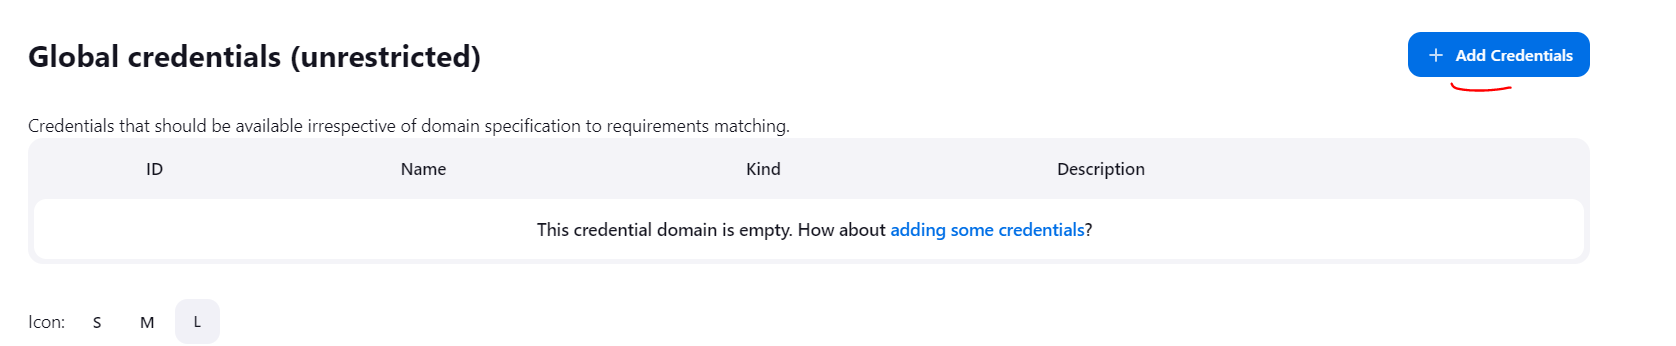 Global credentials (unrestricted)
+ Add Credentials
Credentials that should be available irrespective of domain specification to requirements matching.
ID Name Kind Description
This credential domain is empty. How about adding some credentials?
Icon: S M L